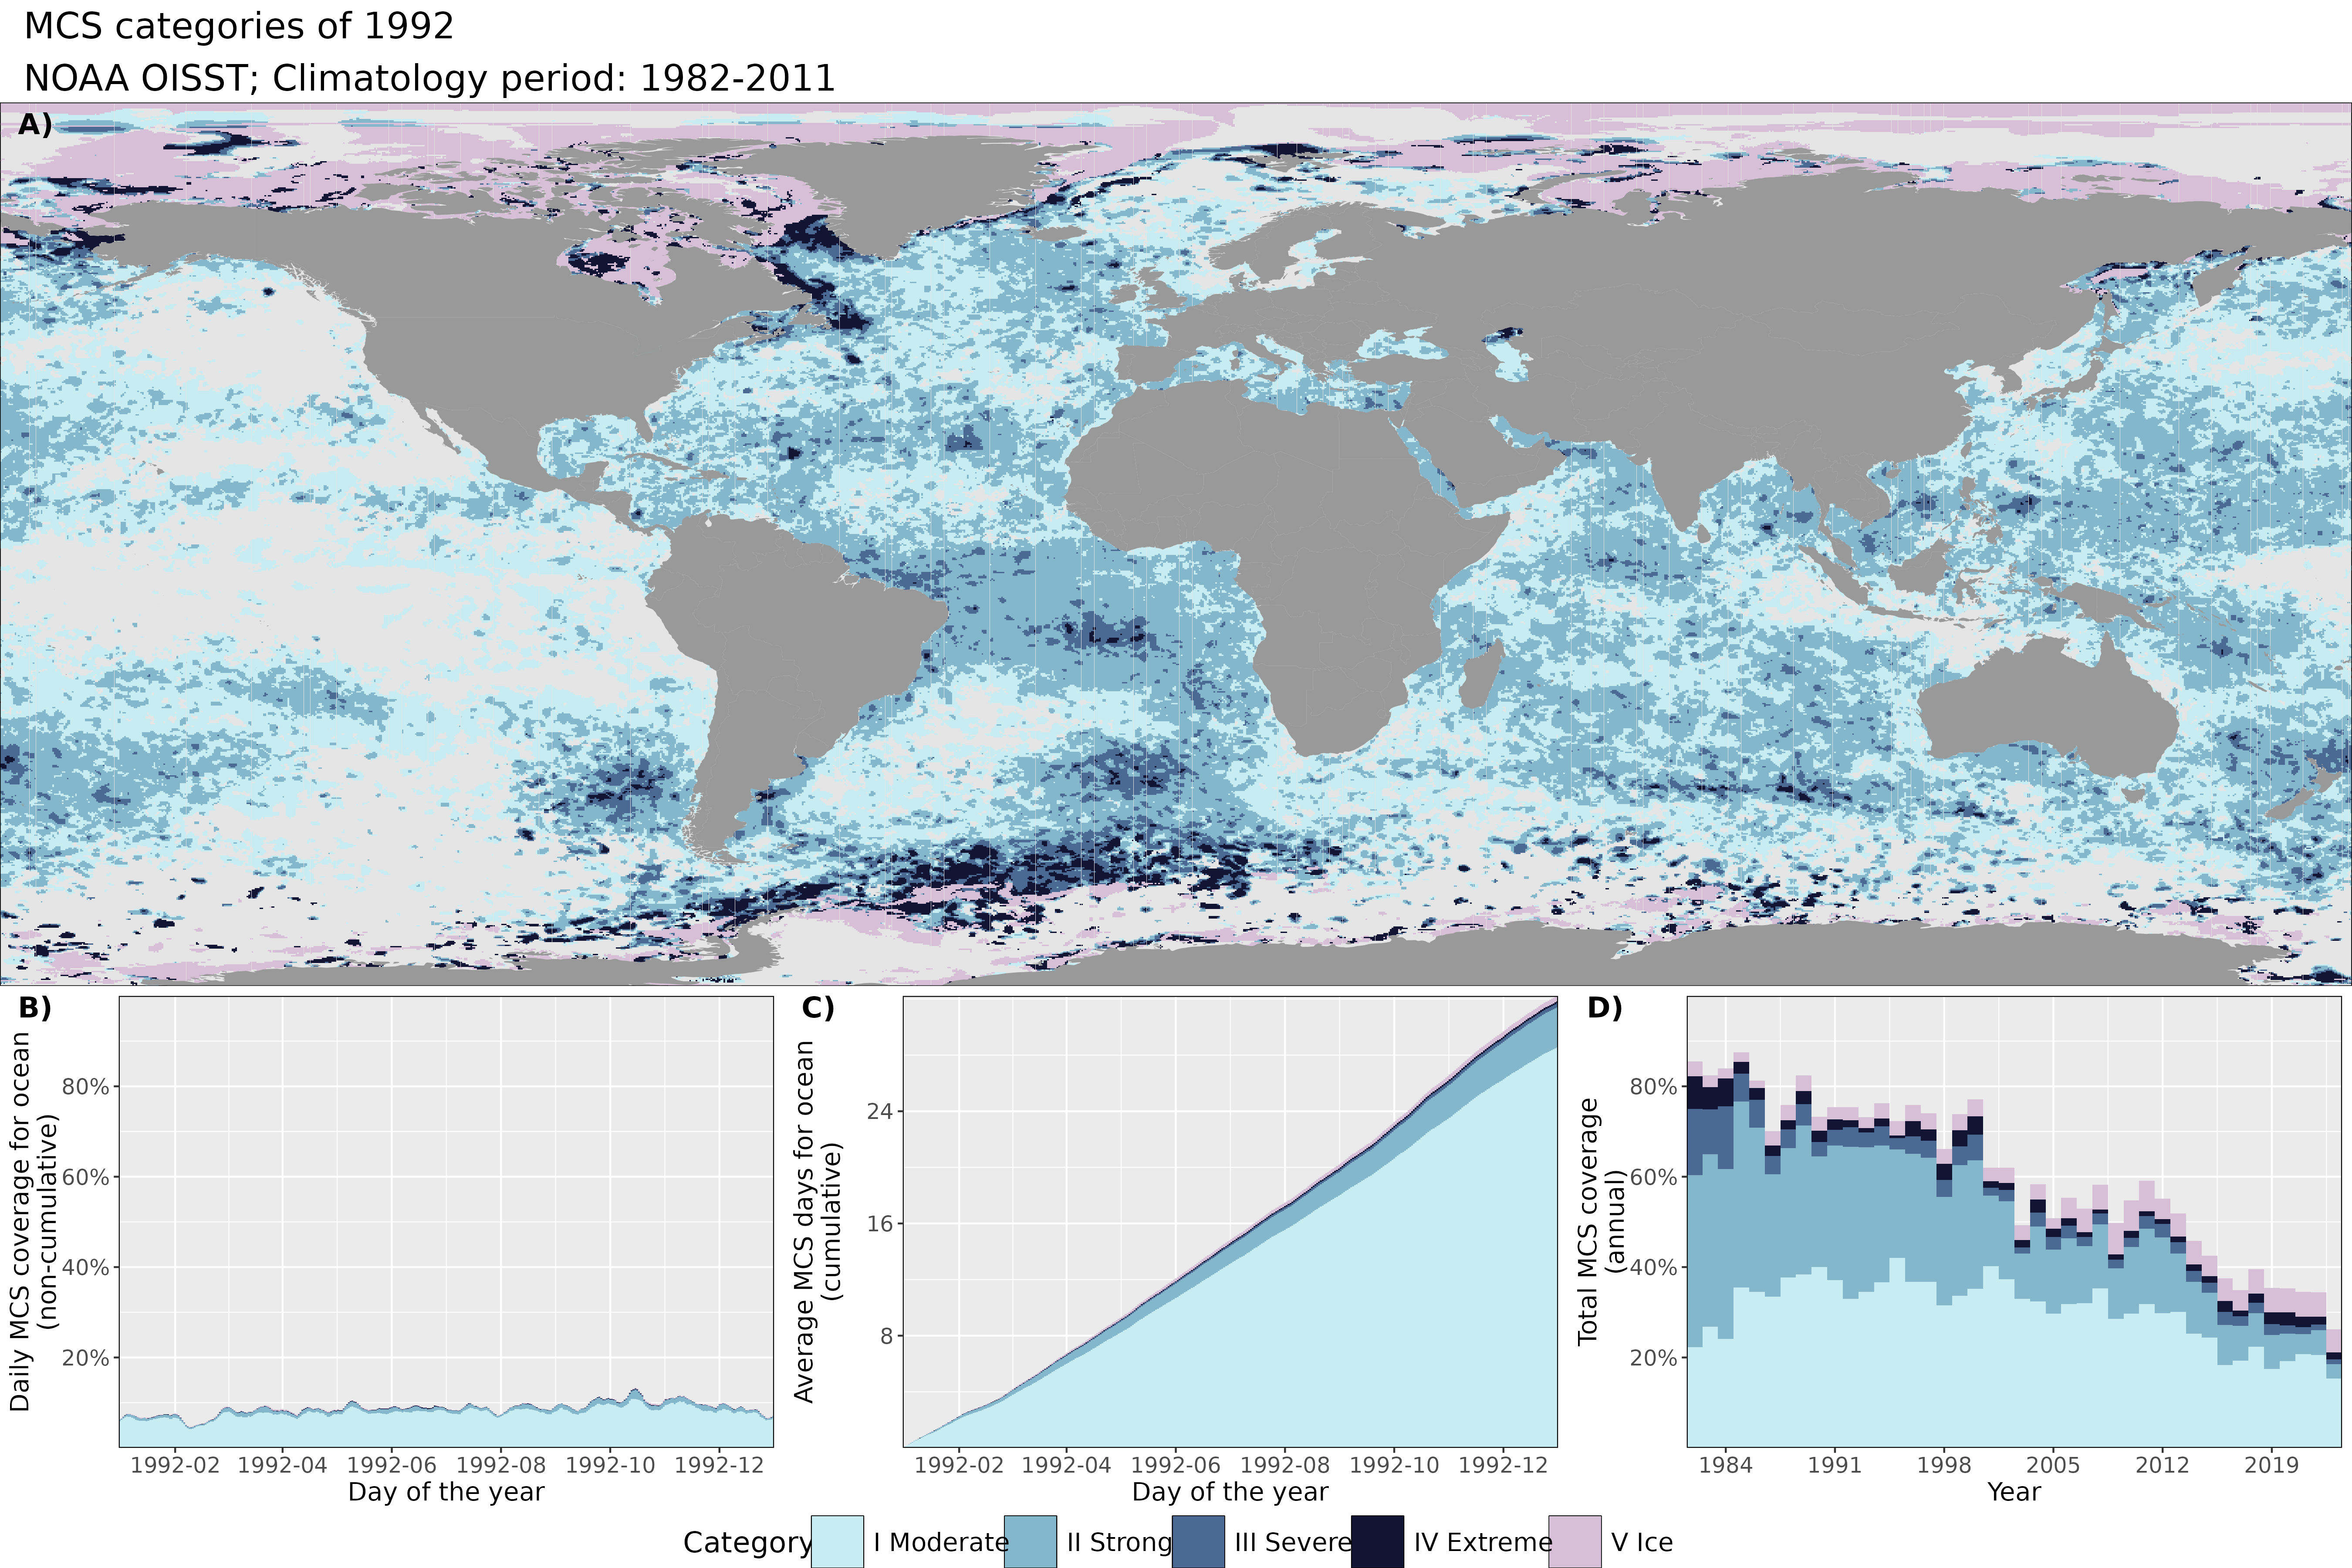 MCS categories of 1992
NOAA OISST; Climatology period: 1982-2011
A)
B)
Daily MCS coverage for ocean
(non-cumulative)
80%
60%
40%
20%
1992-02 1992-04 1992-06 1992-08 1992-10 1992-12
Day of the year
C)
Average MCS days for ocean
(cumulative)
24
16
8
1992-02 1992-04 1992-06 1992-08 1992-10 1992-12
Day of the year
D)
Total MCS coverage
(annual)
80%
60%
40%
20%
1984 1991 1998 2005 2012 2019
Year
Category I Moderate II Strong III Severe IV Extreme V Ice